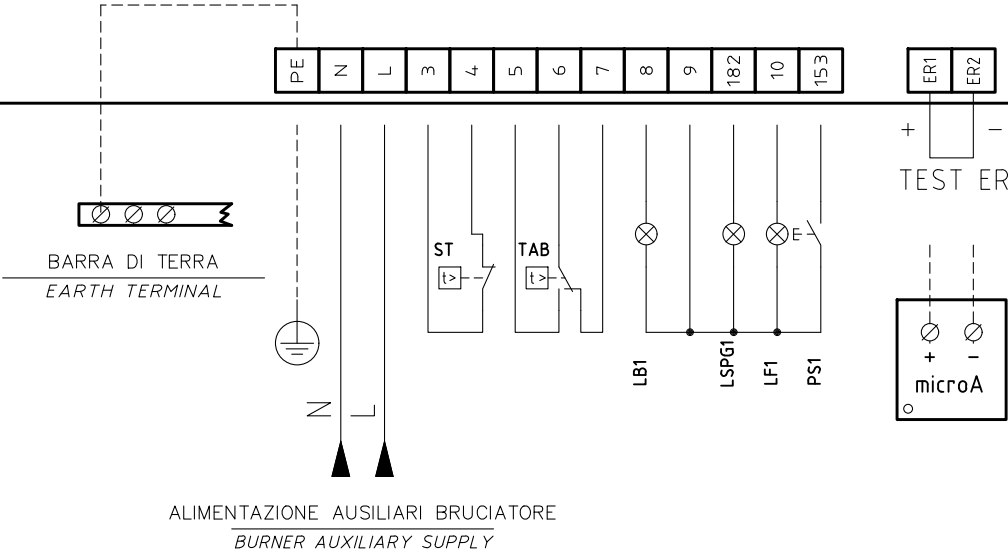 PE N L 3 4 5 6 7 8 9 182 10 153 ER1 ER2
+ −
TEST ER
BARRA DI TERRA
EARTH TERMINAL
ST TAB
t> t>
E
LB1 LSPG1 LF1 PS1
+ −
microA
N L
ALIMENTAZIONE AUSILIARI BRUCIATORE
BURNER AUXILIARY SUPPLY